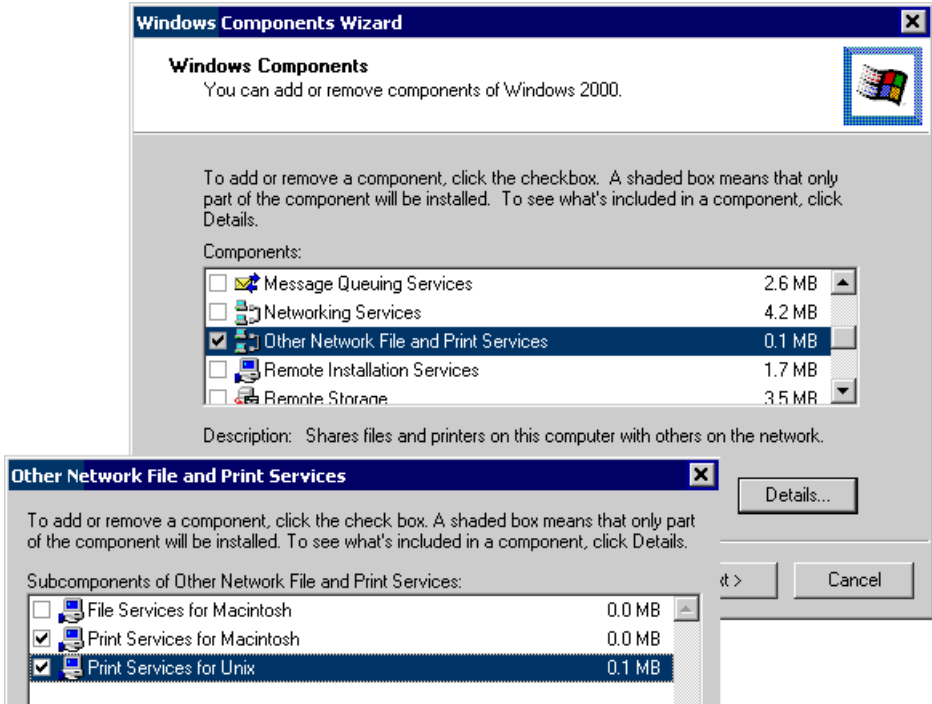 Windows Components Wizard
Windows Components
You can add or remove components of Windows 2000.
To add or remove a component, click the checkbox. A shaded box means that only
part of the component will be installed. To see what's included in a component, click
Details.
Components:
Message Queuing Services 2.6 MB
Networking Services 4.2 MB
Other Network File and Print Services 0.1 MB
Remote Installation Services 1.7 MB
Remote Storage 3.5 MB
Description: Shares files and printers on this computer with others on the network.
Details...
xt >
Cancel
Other Network File and Print Services
To add or remove a component, click the check box. A shaded box means that only part
of the component will be installed. To see what's included in a component, click Details.
Subcomponents of Other Network File and Print Services:
File Services for Macintosh 0.0 MB
Print Services for Macintosh 0.0 MB
Print Services for Unix 0.1 MB